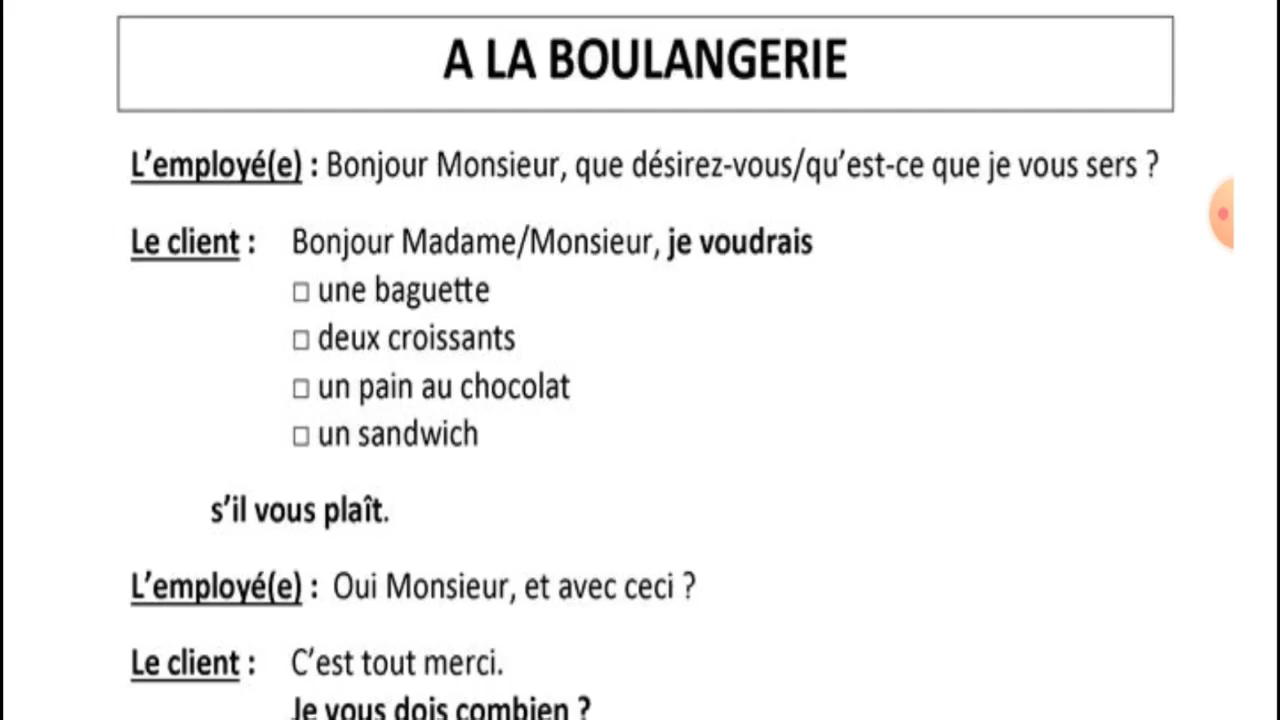 A LA BOULANGERIE
L'employé(e) : Bonjour Monsieur, que désirez-vous/qu'est-ce que je vous sers ?
Le client : Bonjour Madame/Monsieur, je voudrais
□ une baguette
□ deux croissants
□ un pain au chocolat
□ un sandwich
s'il vous plaît.
L'employé(e) : Oui Monsieur, et avec ceci ?
Le client : C'est tout merci.
Je vous dois combien ?